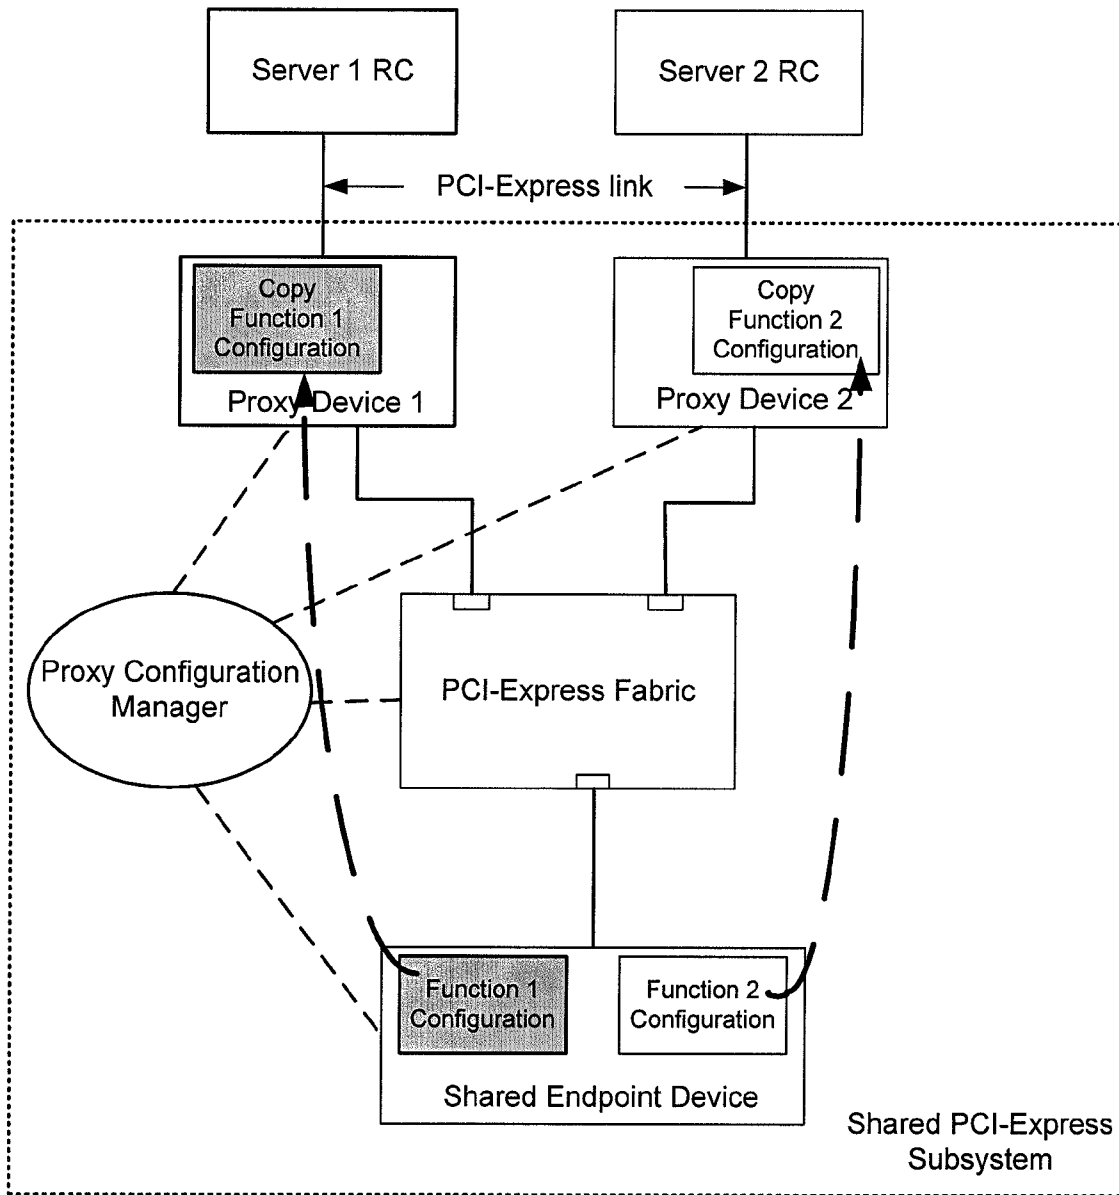 Server 1 RC
Server 2 RC
PCI-Express link
Copy
Function 1
Configuration
Proxy Device 1
Copy
Function 2
Configuration
Proxy Device 2
Proxy Configuration
Manager
PCI-Express Fabric
Function 1
Configuration
Function 2
Configuration
Shared Endpoint Device
Shared PCI-Express
Subsystem